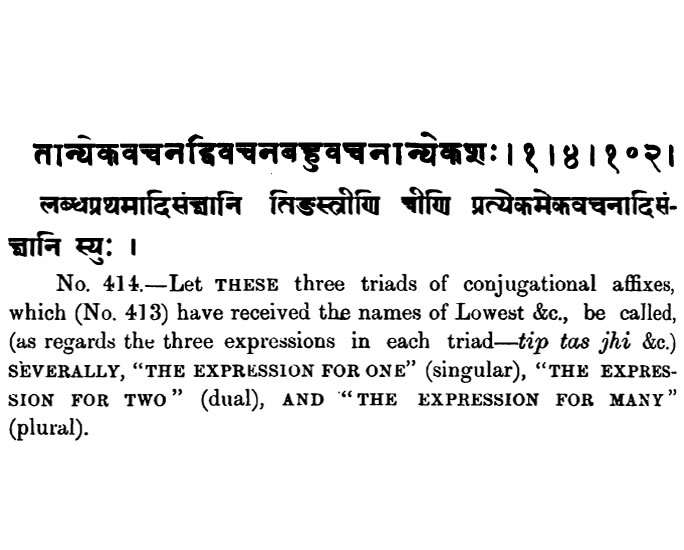 तान्येकवचनद्विवचनबहुवचनान्येकशः।१।४।१०२।
लब्धप्रथमादिसंज्ञानि तिङस्त्रीणि त्रीणि प्रत्येकमेकवचनादिसं-
ज्ञानि स्युः ।
No. 414.—Let THESE three triads of conjugational affixes,
which (No. 413) have received the names of Lowest &c., be called,
(as regards the three expressions in each triad—tip tas jhi &c.)
SEVERALLY, “THE EXPRESSION FOR ONE” (singular), “THE EXPRES-
SION FOR TWO” (dual), AND “THE EXPRESSION FOR MANY”
(plural).